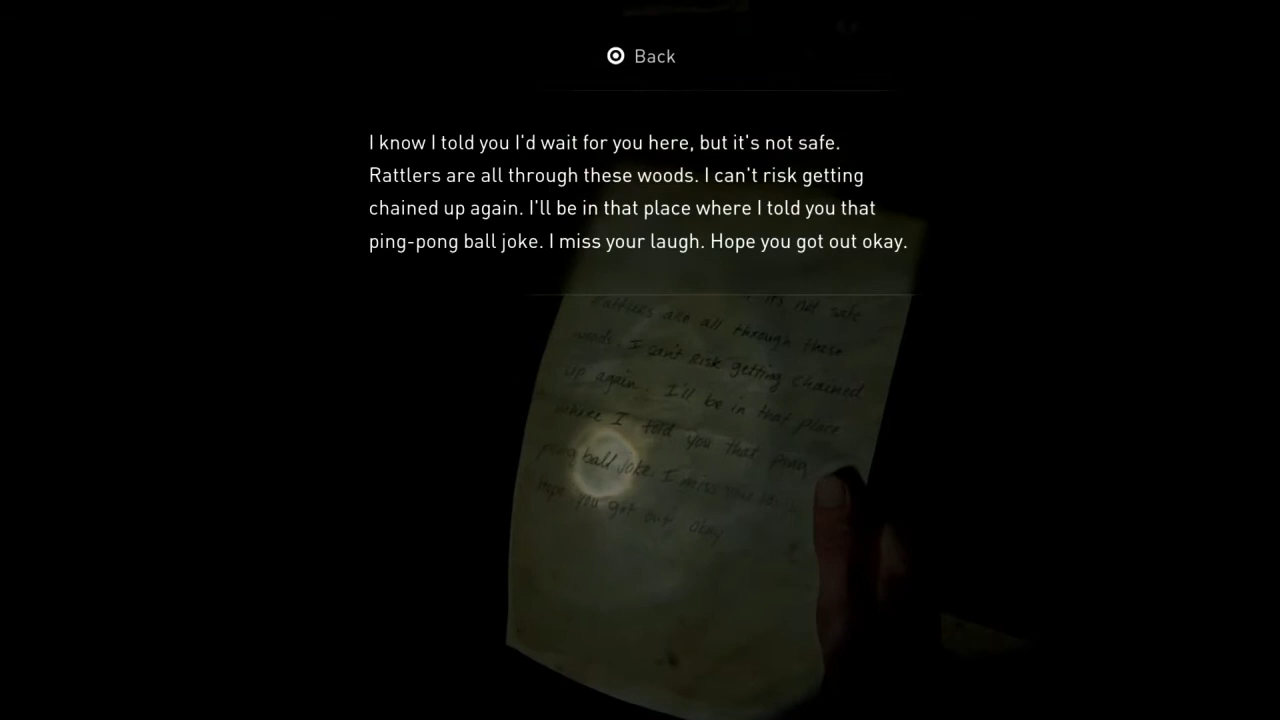 Back
I know I told you I'd wait for you here, but it's not safe.
Rattlers are all through these woods. I can't risk getting
chained up again. I'll be in that place where I told you that
ping-pong ball joke. I miss your laugh. Hope you got out okay.
it's not safe
Rattlers are all through these
woods. I can't risk getting chained
up again. I'll be in that place
where I told you that ping
pong ball joke. I miss your
Hope you got out okay